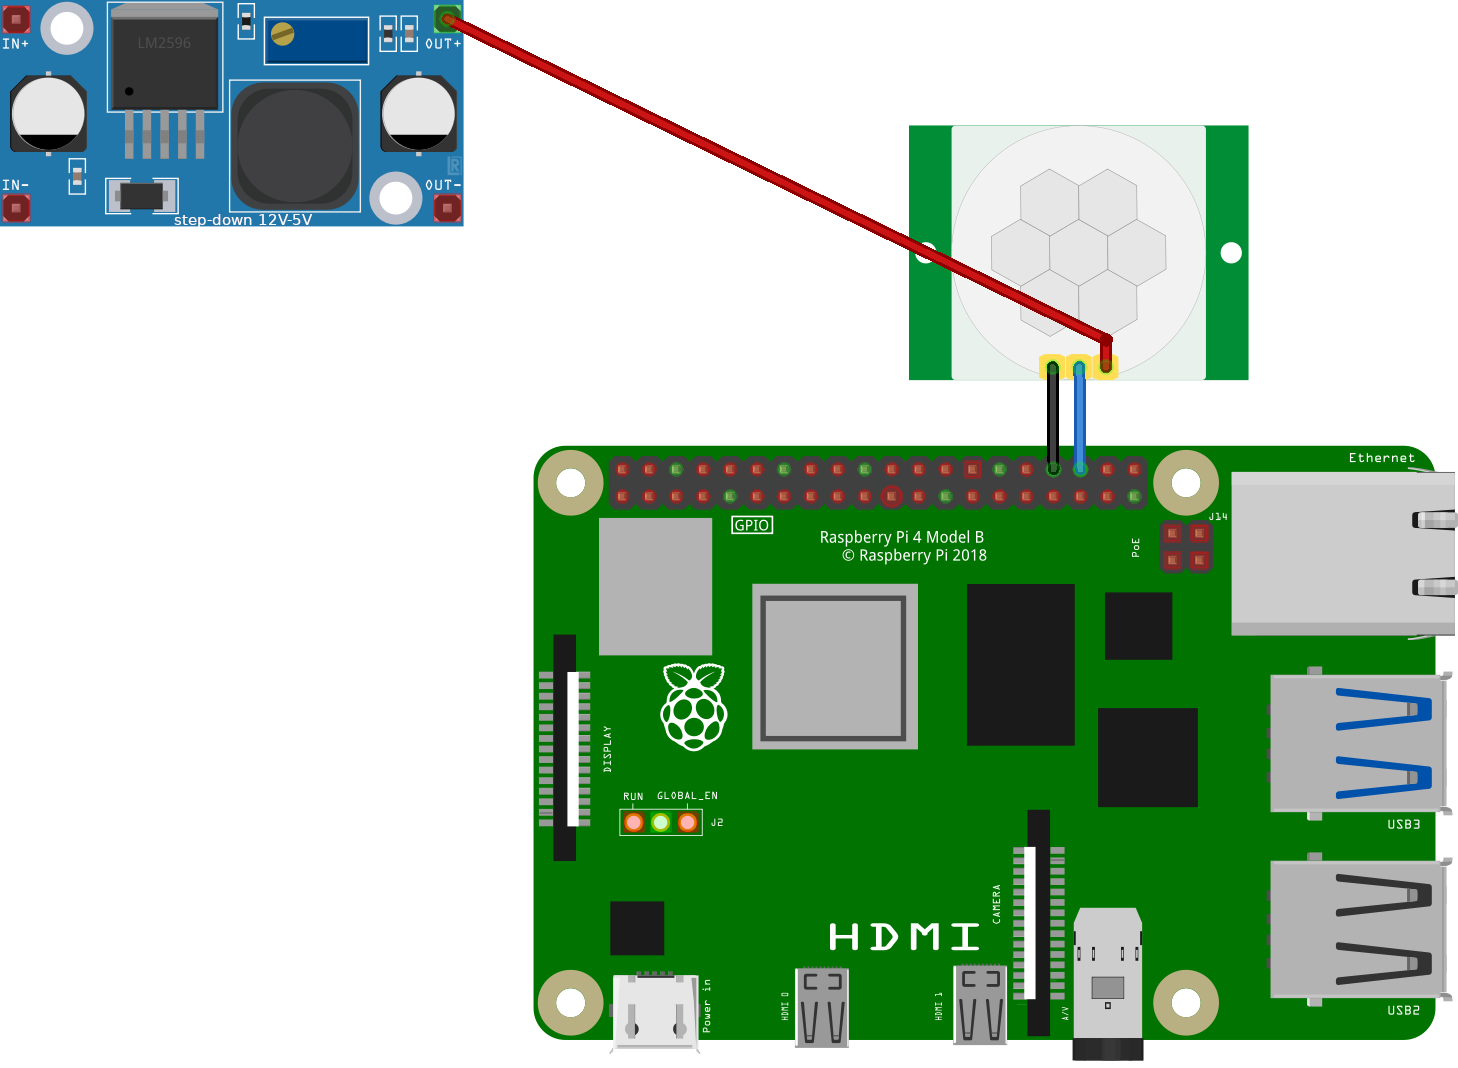 IN+
LM2596
OUT+
IN-
OUT-
R
step-down 12V-5V
Ethernet
J14
GPIO
PoE
Raspberry Pi 4 Model B
© Raspberry Pi 2018
DISPLAY
RUN GLOBAL_EN
J2
USB3
CAMERA
HDMI
Power in
HDMI 0
HDMI 1
A/V
USB2